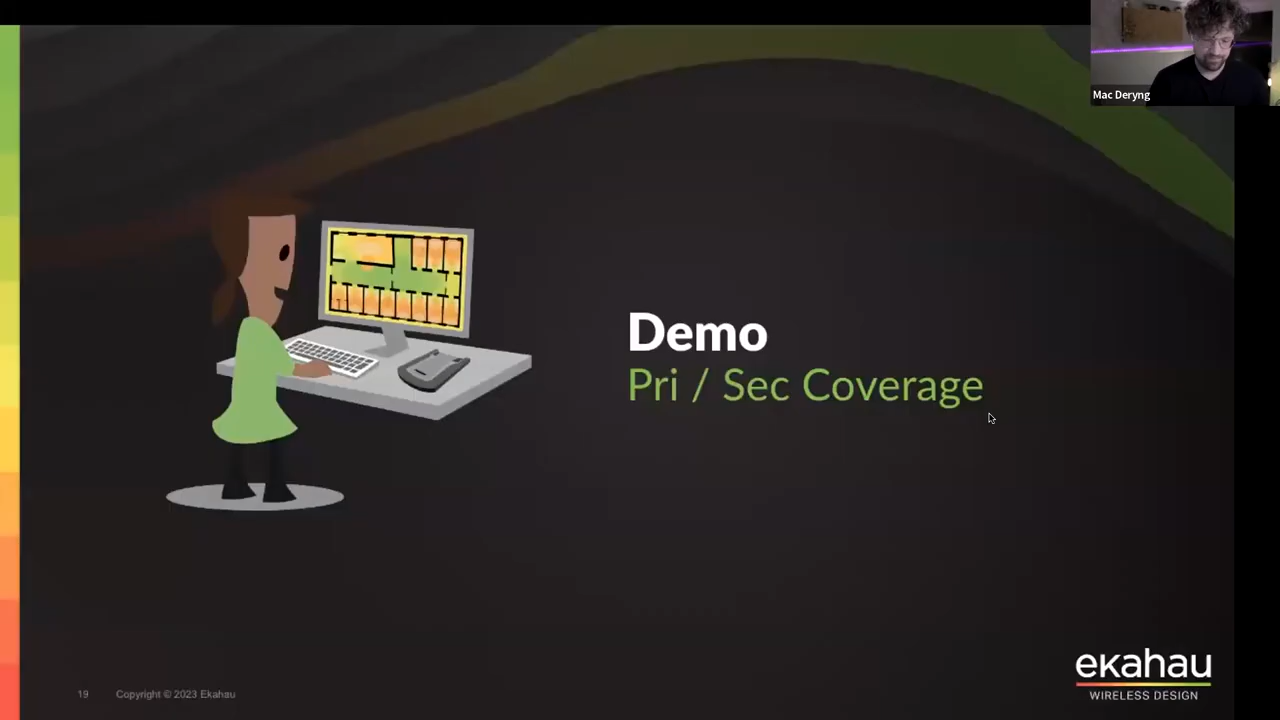 Mac Deryng
Demo
Pri / Sec Coverage
19 Copyright © 2023 Ekahau
ekahau
WIRELESS DESIGN